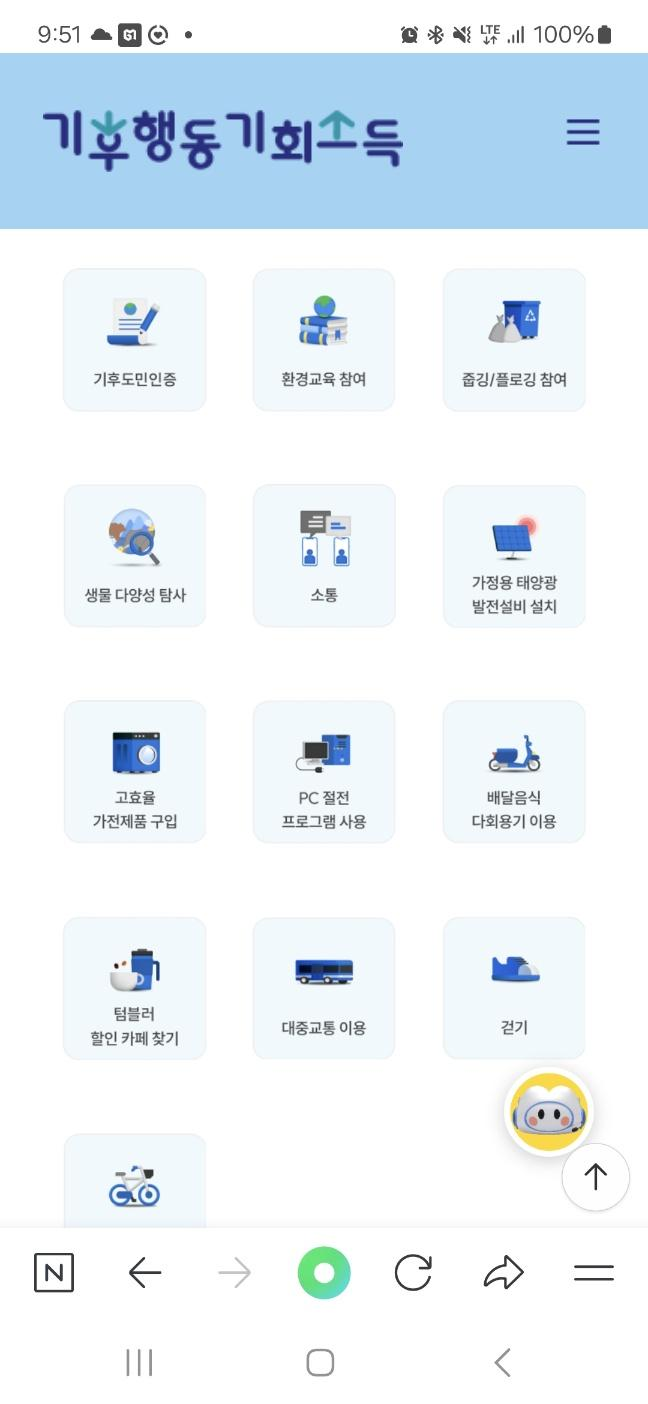 9:51 G1 LTE 100%
기후행동기회소득
기후도민인증
환경교육 참여
줍깅/플로깅 참여
생물 다양성 탐사
소통
가정용 태양광
발전설비 설치
고효율
가전제품 구입
PC 절전
프로그램 사용
배달음식
다회용기 이용
텀블러
할인 카페 찾기
대중교통 이용
걷기
N